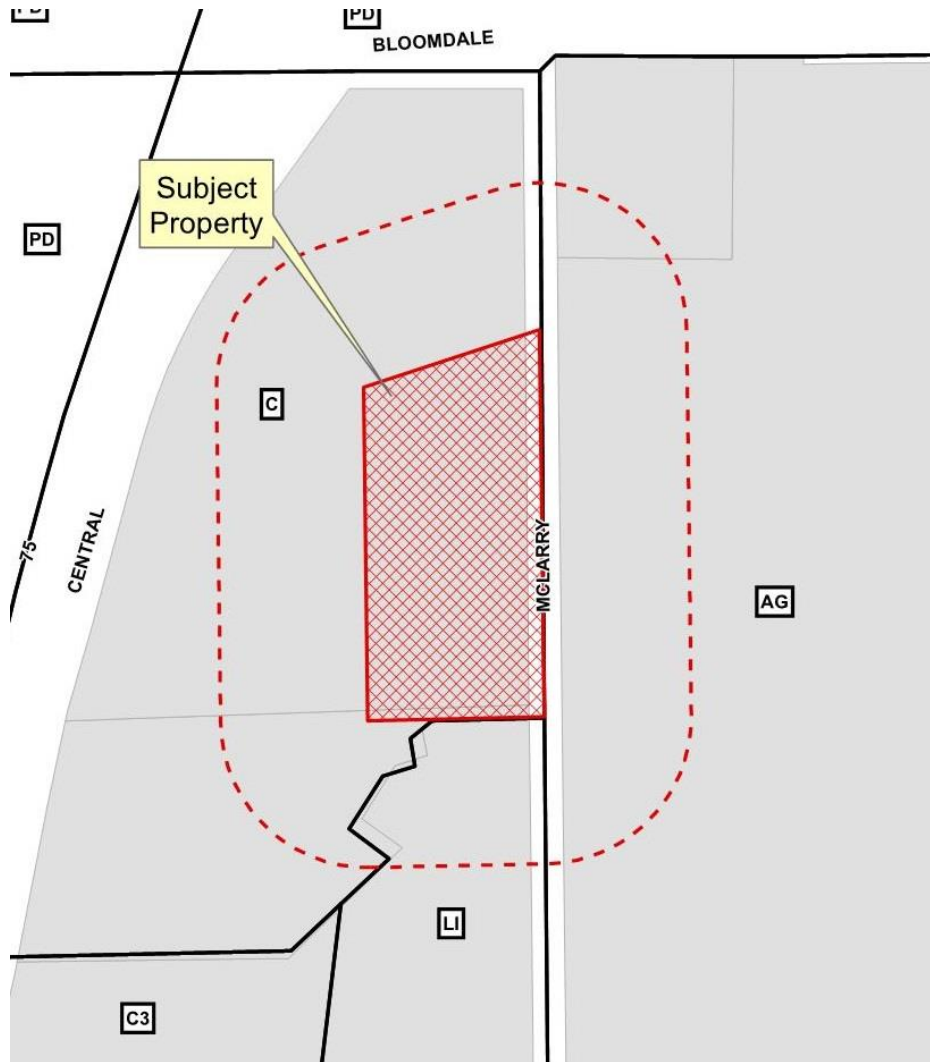 PD
BLOOMDALE
Subject
Property
PD
C
75
CENTRAL
MCLARRY
AG
LI
C3